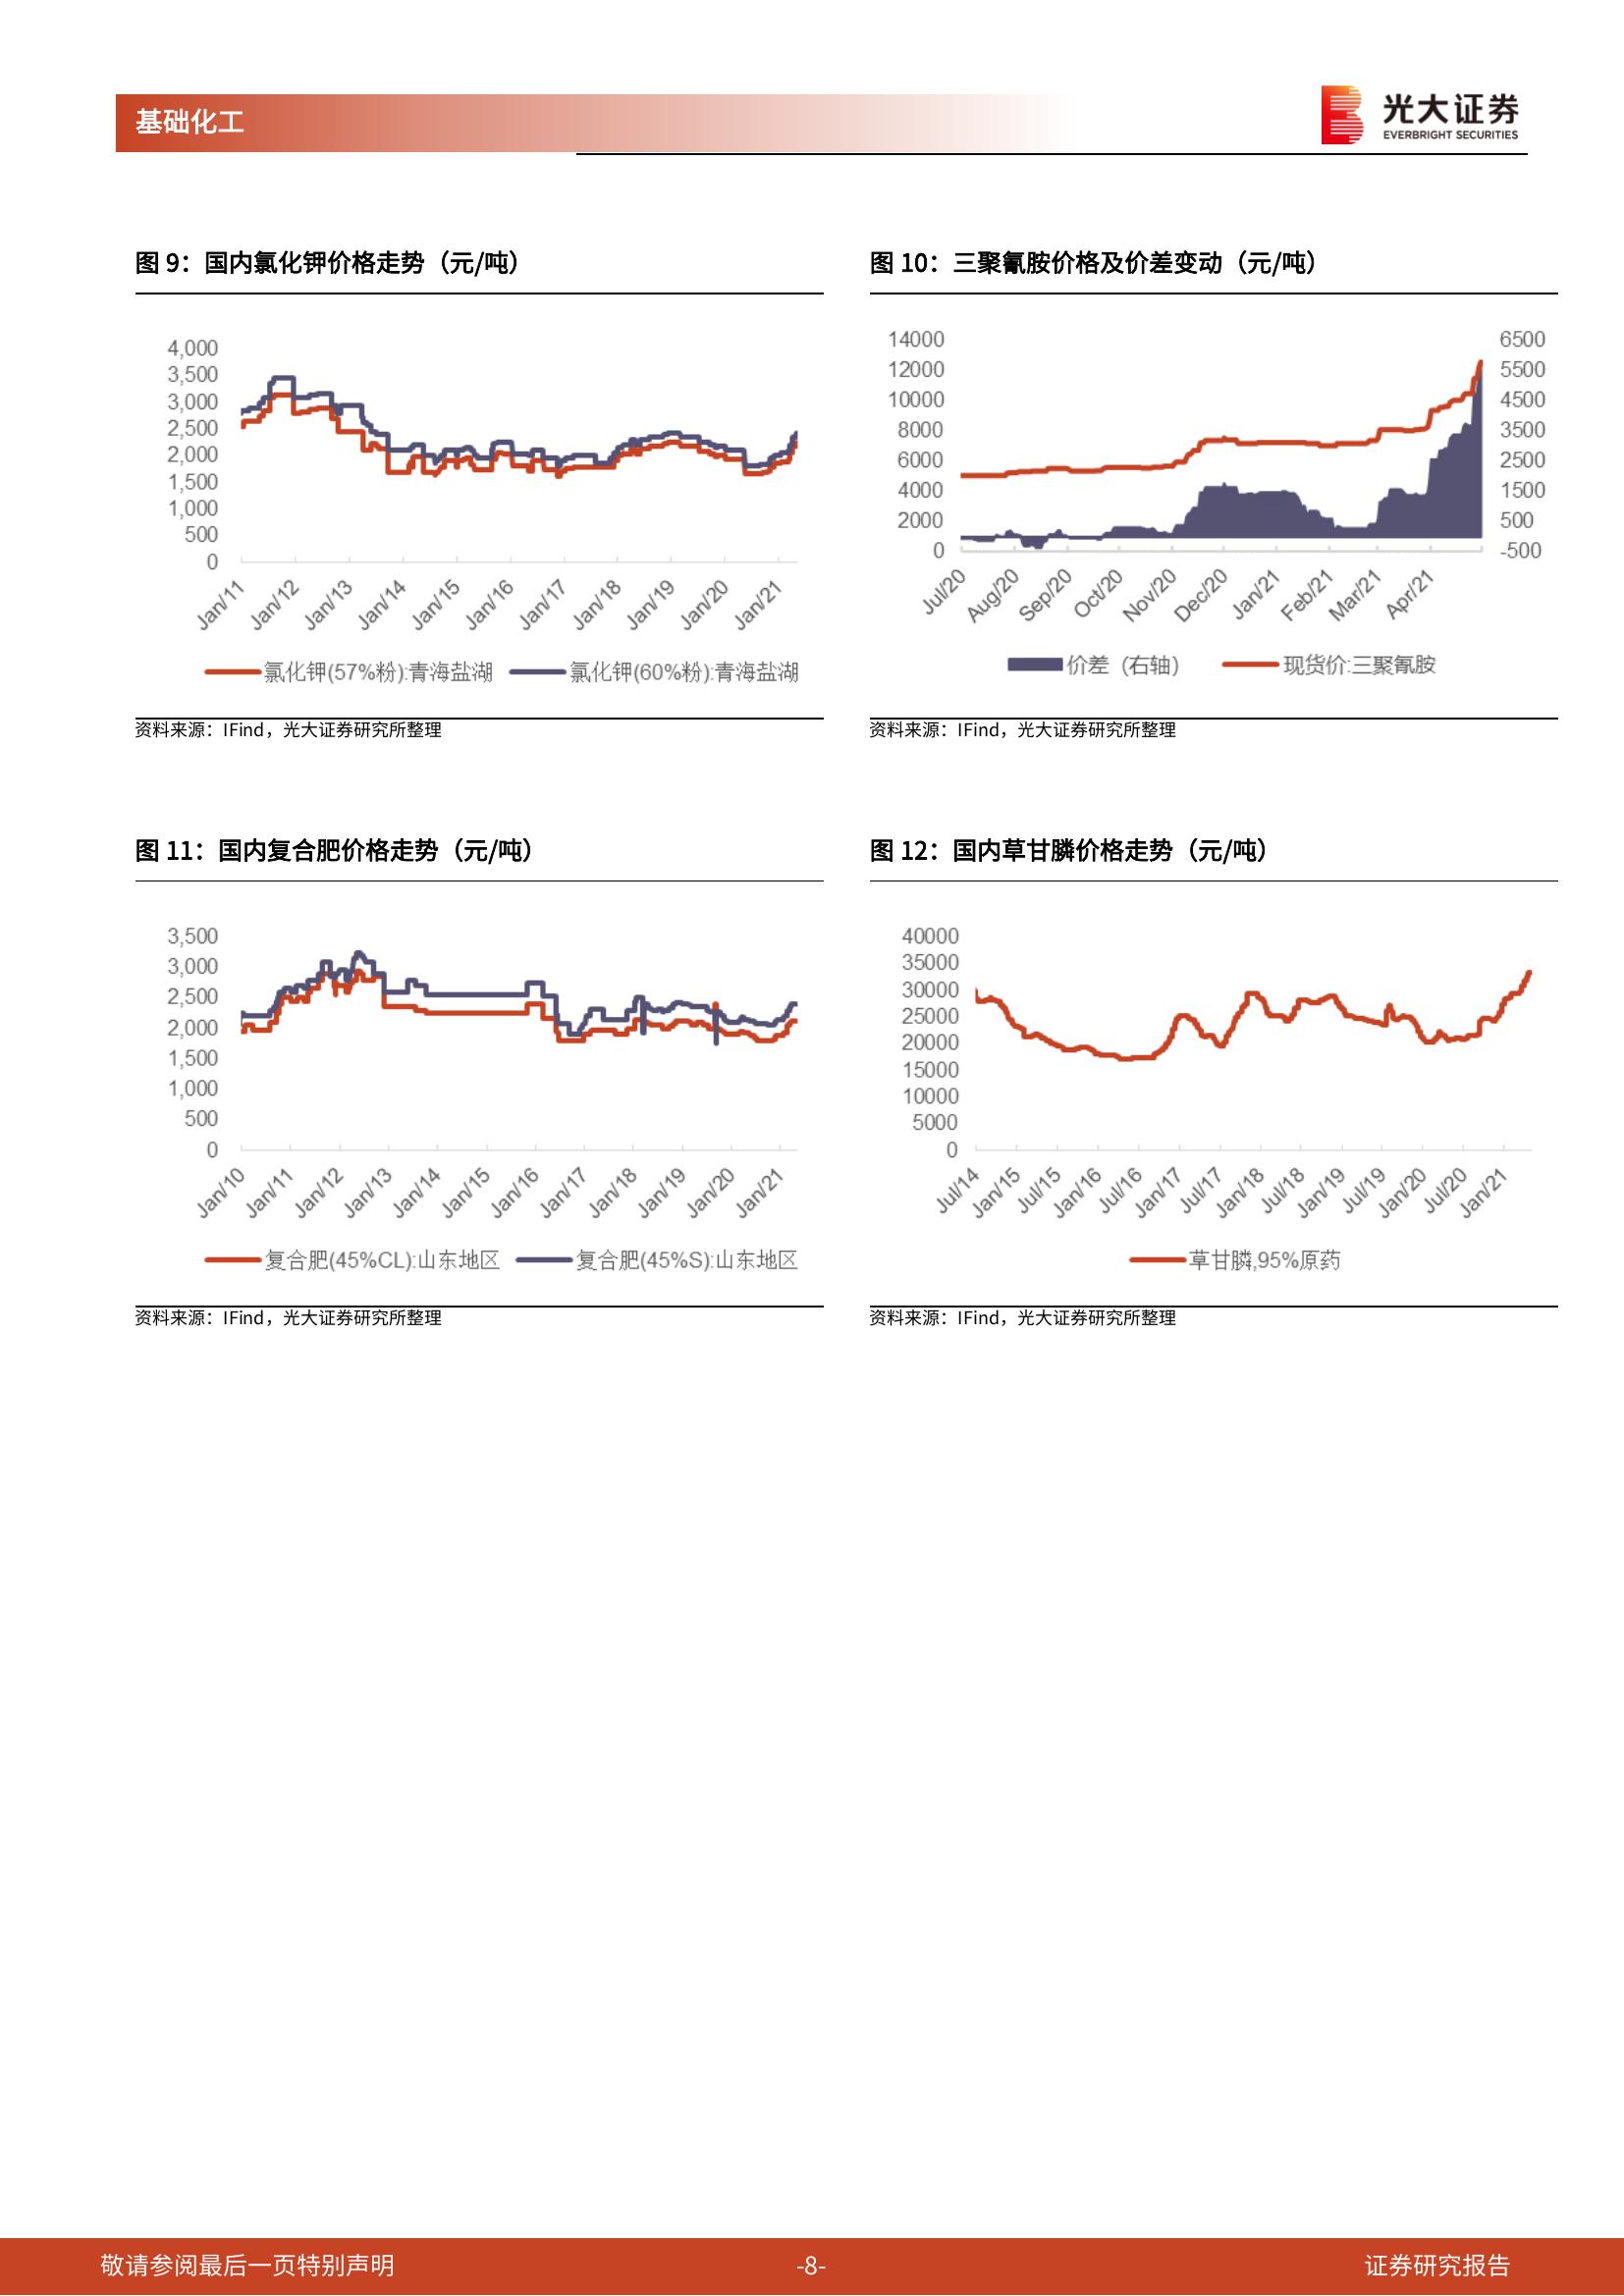 基础化工
光大证券
EVERBRIGHT SECURITIES
图 9：国内氯化钾价格走势（元/吨）
4,000
3,500
3,000
2,500
2,000
1,500
1,000
500
0
Jan/11 Jan/12 Jan/13 Jan/14 Jan/15 Jan/16 Jan/17 Jan/18 Jan/19 Jan/20 Jan/21
氯化钾(57%粉):青海盐湖 氯化钾(60%粉):青海盐湖
资料来源：IFind，光大证券研究所整理
图 10：三聚氰胺价格及价差变动（元/吨）
14000
12000
10000
8000
6000
4000
2000
0
6500
5500
4500
3500
2500
1500
500
-500
Jul/20 Aug/20 Sep/20 Oct/20 Nov/20 Dec/20 Jan/21 Feb/21 Mar/21 Apr/21
价差（右轴） 现货价:三聚氰胺
资料来源：IFind，光大证券研究所整理
图 11：国内复合肥价格走势（元/吨）
3,500
3,000
2,500
2,000
1,500
1,000
500
0
Jan/10 Jan/11 Jan/12 Jan/13 Jan/14 Jan/15 Jan/16 Jan/17 Jan/18 Jan/19 Jan/20 Jan/21
复合肥(45%CL):山东地区 复合肥(45%S):山东地区
资料来源：IFind，光大证券研究所整理
图 12：国内草甘膦价格走势（元/吨）
40000
35000
30000
25000
20000
15000
10000
5000
0
Jul/14 Jan/15 Jul/15 Jan/16 Jul/16 Jan/17 Jul/17 Jan/18 Jul/18 Jan/19 Jul/19 Jan/20 Jul/20 Jan/21
草甘膦,95%原药
资料来源：IFind，光大证券研究所整理
敬请参阅最后一页特别声明 -8- 证券研究报告